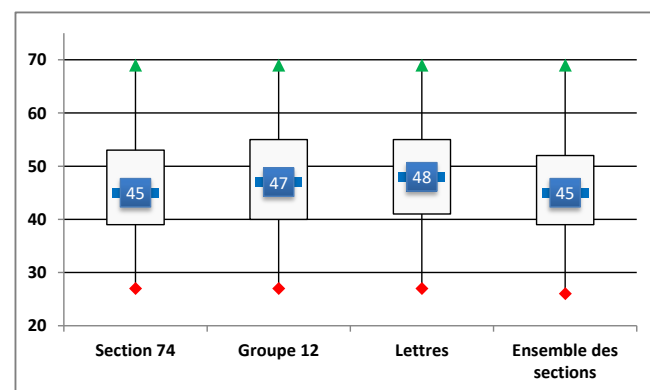 70
60
50
40
30
20
45
47
48
45
Section 74
Groupe 12
Lettres
Ensemble des
sections